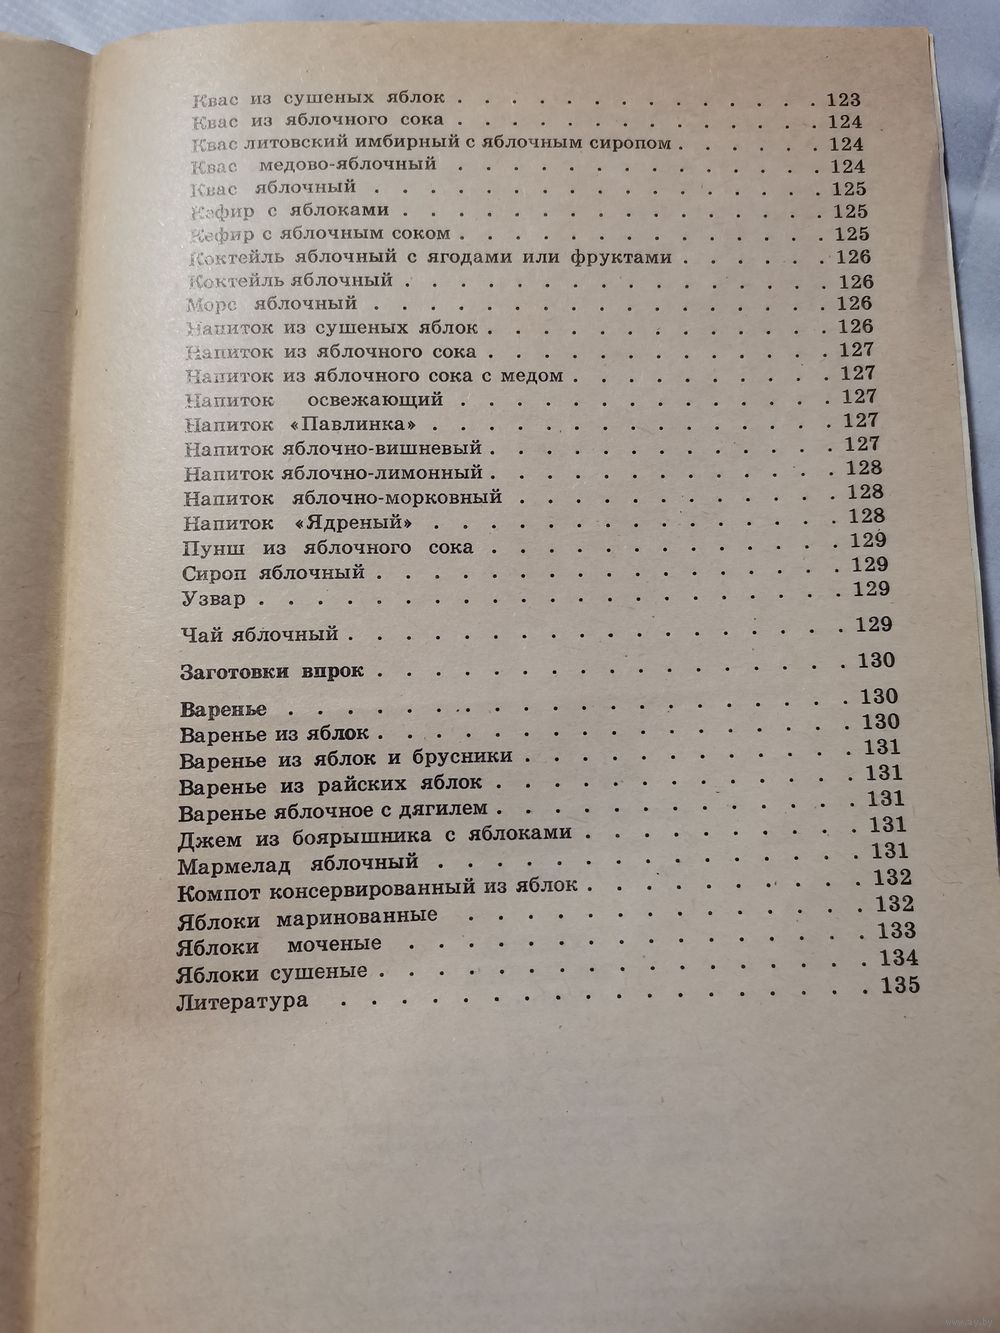 Квас из сушеных яблок . . . . . . . . . . . . . . 123
Квас из яблочного сока . . . . . . . . . . . . . . 124
Квас литовский имбирный с яблочным сиропом . . . . . . 124
Квас медово-яблочный . . . . . . . . . . . . . . 124
Квас яблочный . . . . . . . . . . . . . . . . . 125
Кефир с яблоками . . . . . . . . . . . . . . . . 125
Кефир с яблочным соком . . . . . . . . . . . . . . 125
Коктейль яблочный с ягодами или фруктами . . . . . . 126
Коктейль яблочный . . . . . . . . . . . . . . . . 126
Морс яблочный . . . . . . . . . . . . . . . . . 126
Напиток из сушеных яблок . . . . . . . . . . . . . 126
Напиток из яблочного сока . . . . . . . . . . . . . 127
Напиток из яблочного сока с медом . . . . . . . . . . 127
Напиток освежающий . . . . . . . . . . . . . . 127
Напиток «Павлинка» . . . . . . . . . . . . . . . 127
Напиток яблочно-вишневый . . . . . . . . . . . . . 127
Напиток яблочно-лимонный . . . . . . . . . . . . . 128
Напиток яблочно-морковный . . . . . . . . . . . . 128
Напиток «Ядреный» . . . . . . . . . . . . . . . 128
Пунш из яблочного сока . . . . . . . . . . . . . 129
Сироп яблочный . . . . . . . . . . . . . . . . . 129
Узвар . . . . . . . . . . . . . . . . . . . . . 129
Чай яблочный . . . . . . . . . . . . . . . . . . 129
Заготовки впрок . . . . . . . . . . . . . . . . . 130
Варенье . . . . . . . . . . . . . . . . . . . . 130
Варенье из яблок . . . . . . . . . . . . . . . . . 130
Варенье из яблок и брусники . . . . . . . . . . . . 131
Варенье из райских яблок . . . . . . . . . . . . . 131
Варенье яблочное с дягилем . . . . . . . . . . . . . 131
Джем из боярышника с яблоками . . . . . . . . . . 131
Мармелад яблочный . . . . . . . . . . . . . . . 131
Компот консервированный из яблок . . . . . . . . . . 132
Яблоки маринованные . . . . . . . . . . . . . . 132
Яблоки моченые . . . . . . . . . . . . . . . . 133
Яблоки сушеные . . . . . . . . . . . . . . . . . 134
Литература . . . . . . . . . . . . . . . . . . 135
www.ay.by